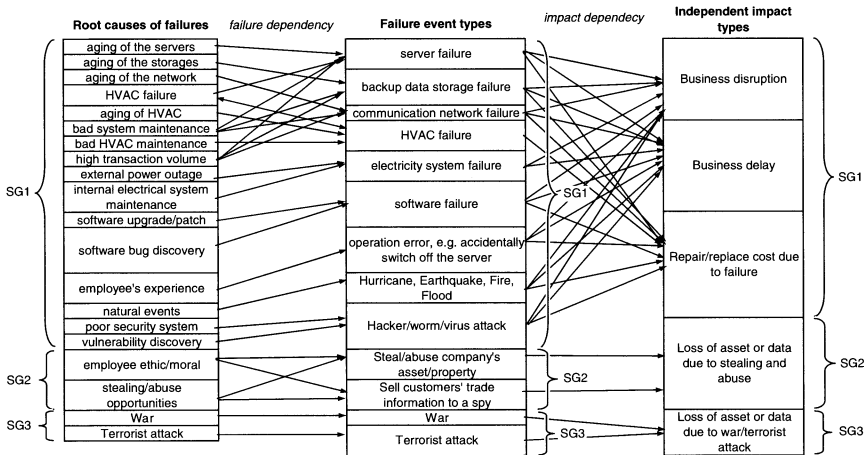 Root causes of failures
failure dependency
Failure event types
impact dependecy
Independent impact
types
aging of the servers
aging of the storages
aging of the network
HVAC failure
aging of HVAC
bad system maintenance
bad HVAC maintenance
high transaction volume
external power outage
internal electrical system
maintenance
software upgrade/patch
software bug discovery
employee's experience
natural events
poor security system
vulnerability discovery
employee ethic/moral
stealing/abuse
opportunities
War
Terrorist attack
SG1
SG2
SG3
server failure
backup data storage failure
communication network failure
HVAC failure
electricity system failure
software failure
operation error, e.g. accidentally
switch off the server
Hurricane, Earthquake, Fire,
Flood
Hacker/worm/virus attack
Steal/abuse company's
asset/property
Sell customers' trade
information to a spy
War
Terrorist attack
SG1
SG2
SG3
Business disruption
Business delay
Repair/replace cost due
to failure
Loss of asset or data
due to stealing and
abuse
Loss of asset or data
due to war/terrorist
attack
SG1
SG2
SG3